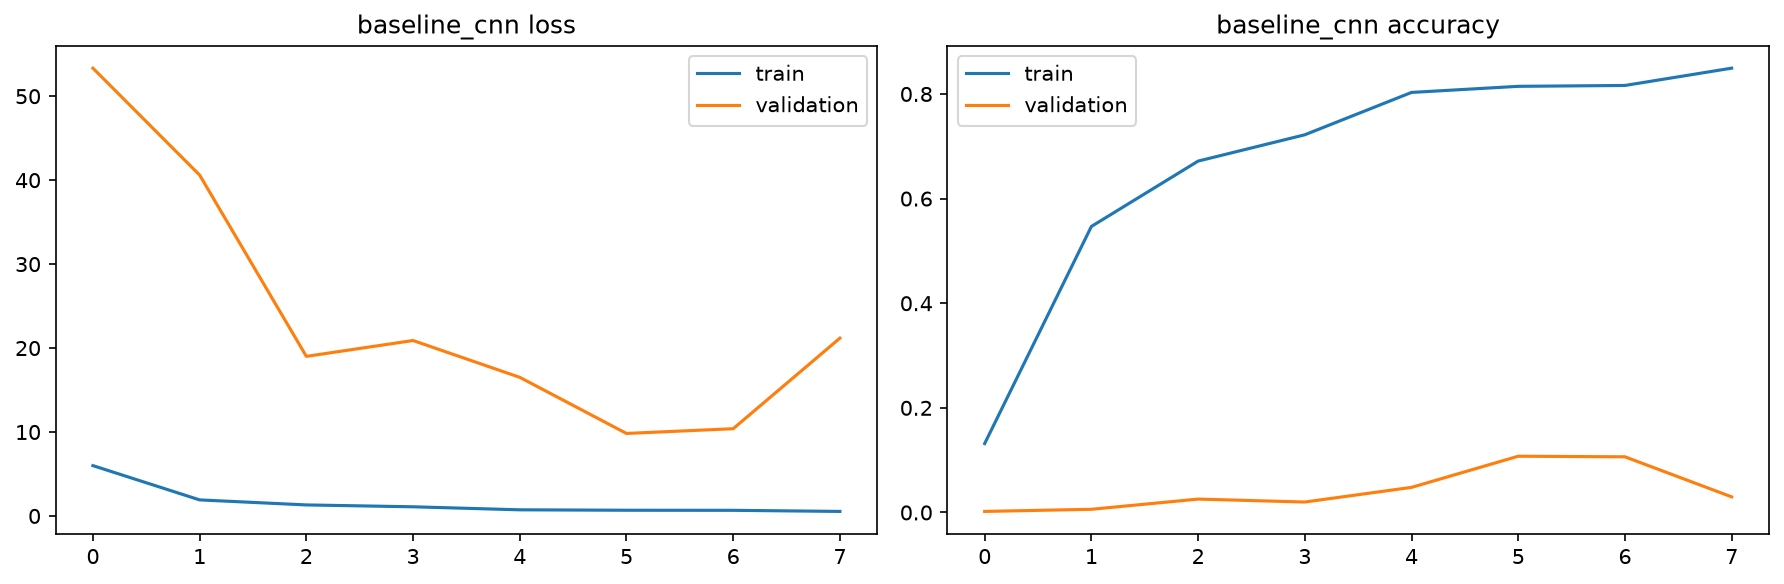 baseline_cnn loss
train
validation
50
40
30
20
10
0
0 1 2 3 4 5 6 7
baseline_cnn accuracy
train
validation
0.8
0.6
0.4
0.2
0.0
0 1 2 3 4 5 6 7